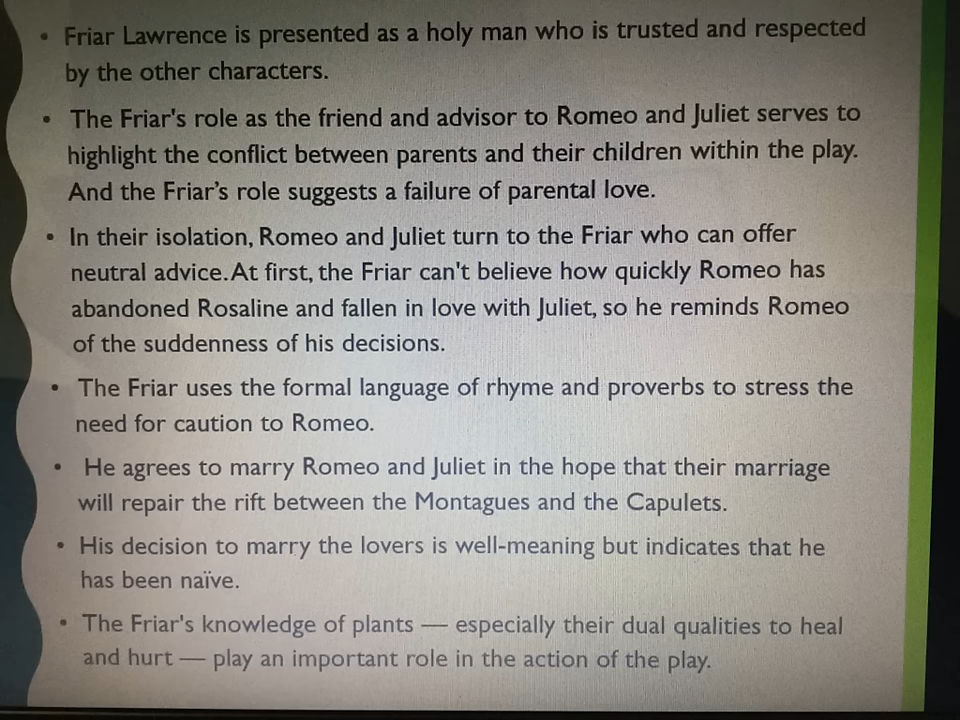 • Friar Lawrence is presented as a holy man who is trusted and respected
by the other characters.
• The Friar's role as the friend and advisor to Romeo and Juliet serves to
highlight the conflict between parents and their children within the play.
And the Friar’s role suggests a failure of parental love.
• In their isolation, Romeo and Juliet turn to the Friar who can offer
neutral advice. At first, the Friar can't believe how quickly Romeo has
abandoned Rosaline and fallen in love with Juliet, so he reminds Romeo
of the suddenness of his decisions.
• The Friar uses the formal language of rhyme and proverbs to stress the
need for caution to Romeo.
• He agrees to marry Romeo and Juliet in the hope that their marriage
will repair the rift between the Montagues and the Capulets.
• His decision to marry the lovers is well-meaning but indicates that he
has been naïve.
• The Friar's knowledge of plants — especially their dual qualities to heal
and hurt — play an important role in the action of the play.